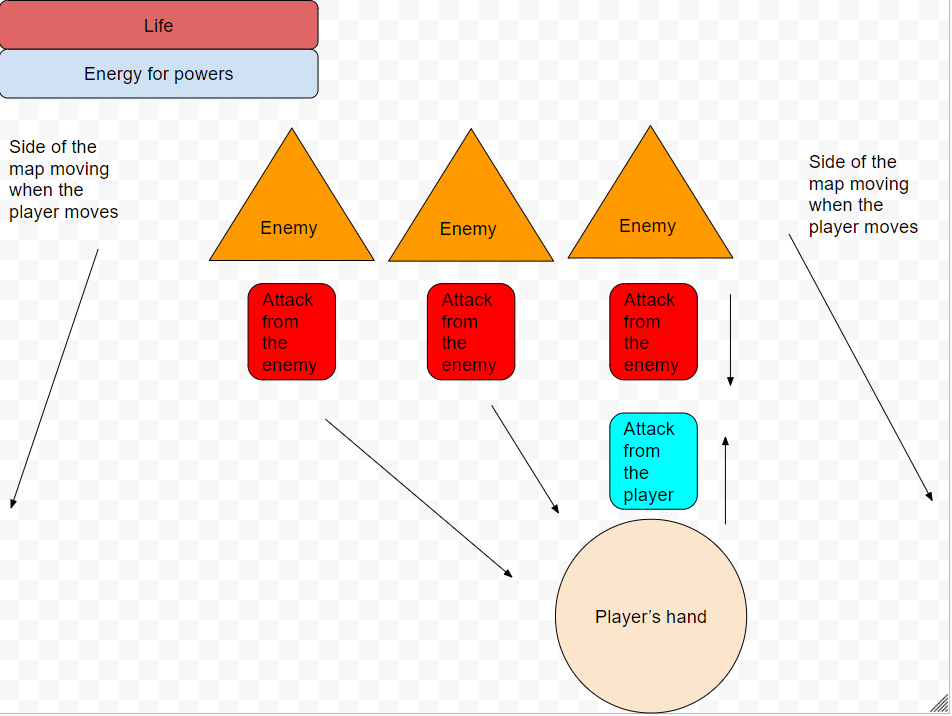 Life
Energy for powers
Side of the
map moving
when the
player moves
Side of the
map moving
when the
player moves
Enemy
Enemy
Enemy
Attack
from
the
enemy
Attack
from
the
enemy
Attack
from
the
enemy
Attack
from
the
player
Player's hand